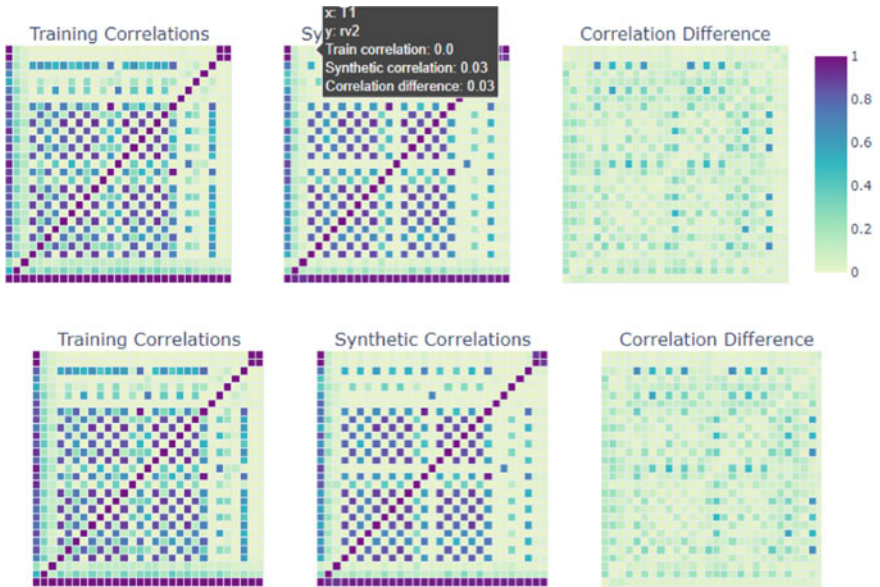 Training Correlations
Sy
x: T1
y: rv2
Train correlation: 0.0
Synthetic correlation: 0.03
Correlation difference: 0.03
Correlation Difference
1
0.8
0.6
0.4
0.2
0
Training Correlations
Synthetic Correlations
Correlation Difference